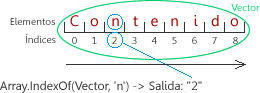 Vector
Elementos C o n t e n i d o
Índices 0 1 2 3 4 5 6 7 8
Array.IndexOf(Vector, 'n') -> Salida: "2"